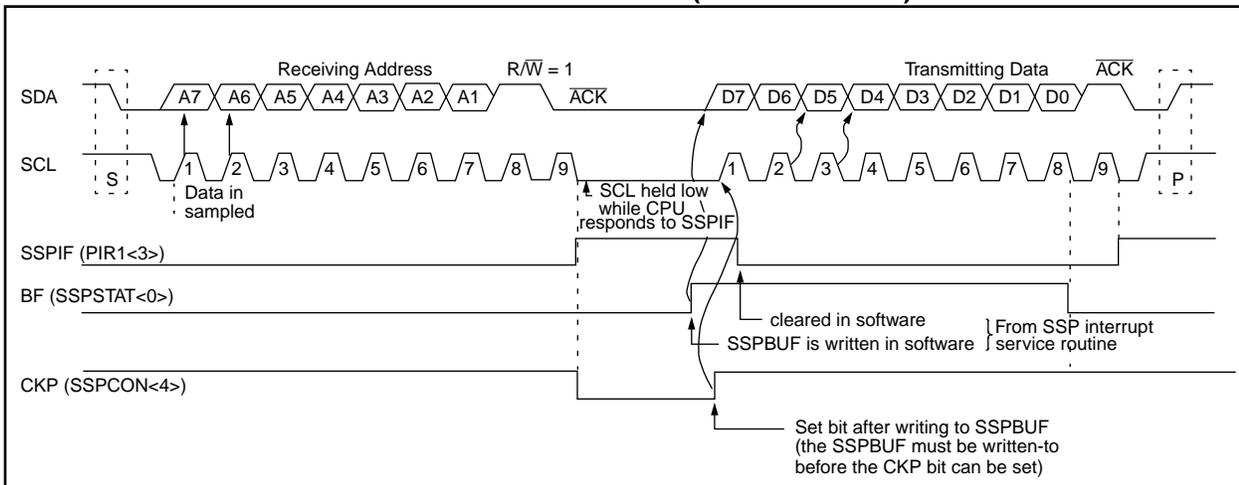 Receiving Address R/W̅ = 1 Transmitting Data A̅C̅K̅
SDA A7 A6 A5 A4 A3 A2 A1 A̅C̅K̅ D7 D6 D5 D4 D3 D2 D1 D0
SCL S 1 2 3 4 5 6 7 8 9 1 2 3 4 5 6 7 8 9 P
Data in
sampled
SCL held low
while CPU
responds to SSPIF
SSPIF (PIR1<3>)
BF (SSPSTAT<0>)
cleared in software
SSPBUF is written in software
From SSP interrupt
service routine
CKP (SSPCON<4>)
Set bit after writing to SSPBUF
(the SSPBUF must be written-to
before the CKP bit can be set)